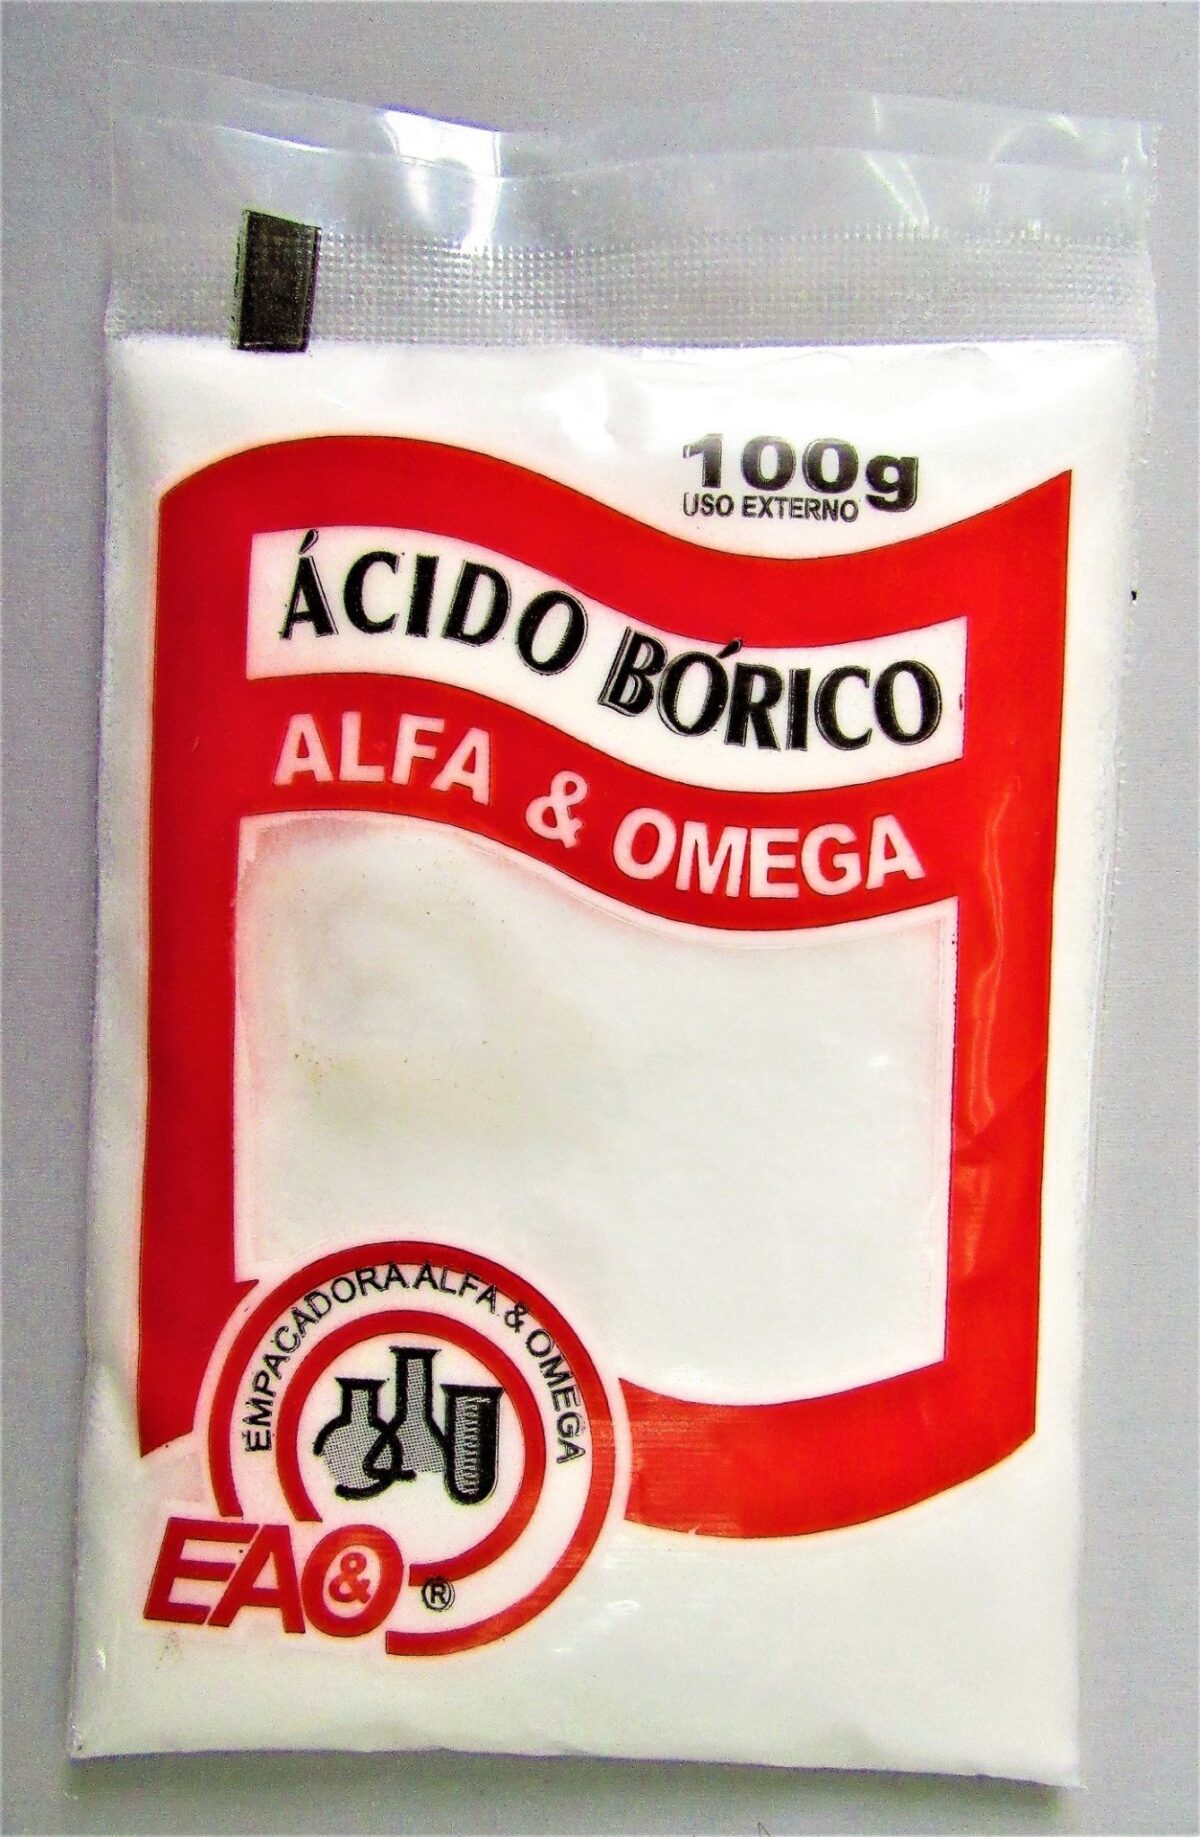 100g
USO EXTERNO
ÁCIDO BÓRICO
ALFA & OMEGA
EMPACADORA ALFA & OMEGA
EA&O ®